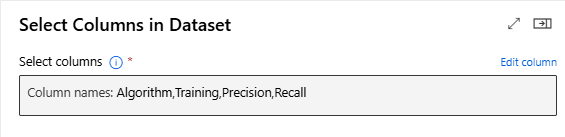 Select Columns in Dataset
Select columns * Edit column
Column names: Algorithm,Training,Precision,Recall